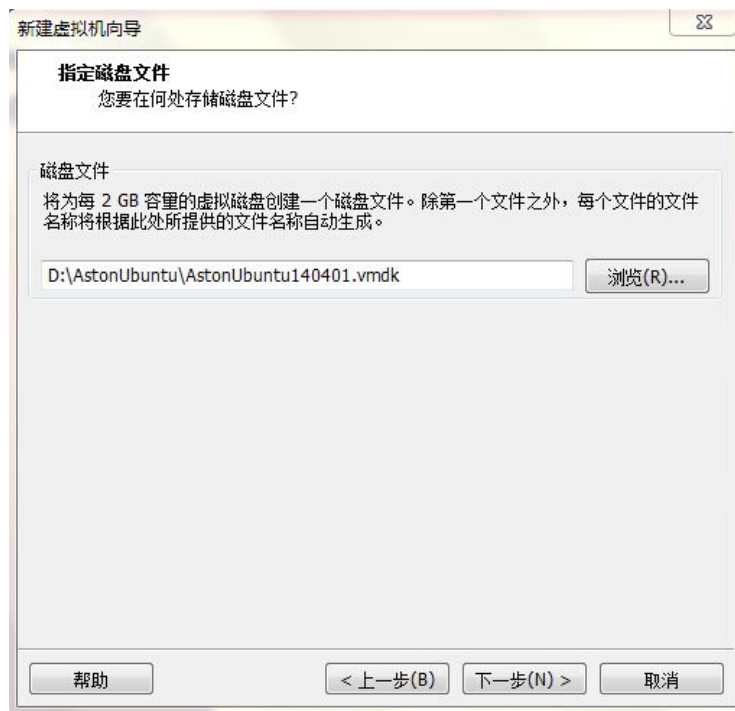 新建虚拟机向导
指定磁盘文件
您要在何处存储磁盘文件?
磁盘文件
将为每 2 GB 容量的虚拟磁盘创建一个磁盘文件。除第一个文件之外，每个文件的文件
名称将根据此处所提供的文件名称自动生成。
D:\AstonUbuntu\AstonUbuntu140401.vmdk
浏览(R)...
帮助
< 上一步(B)
下一步(N) >
取消